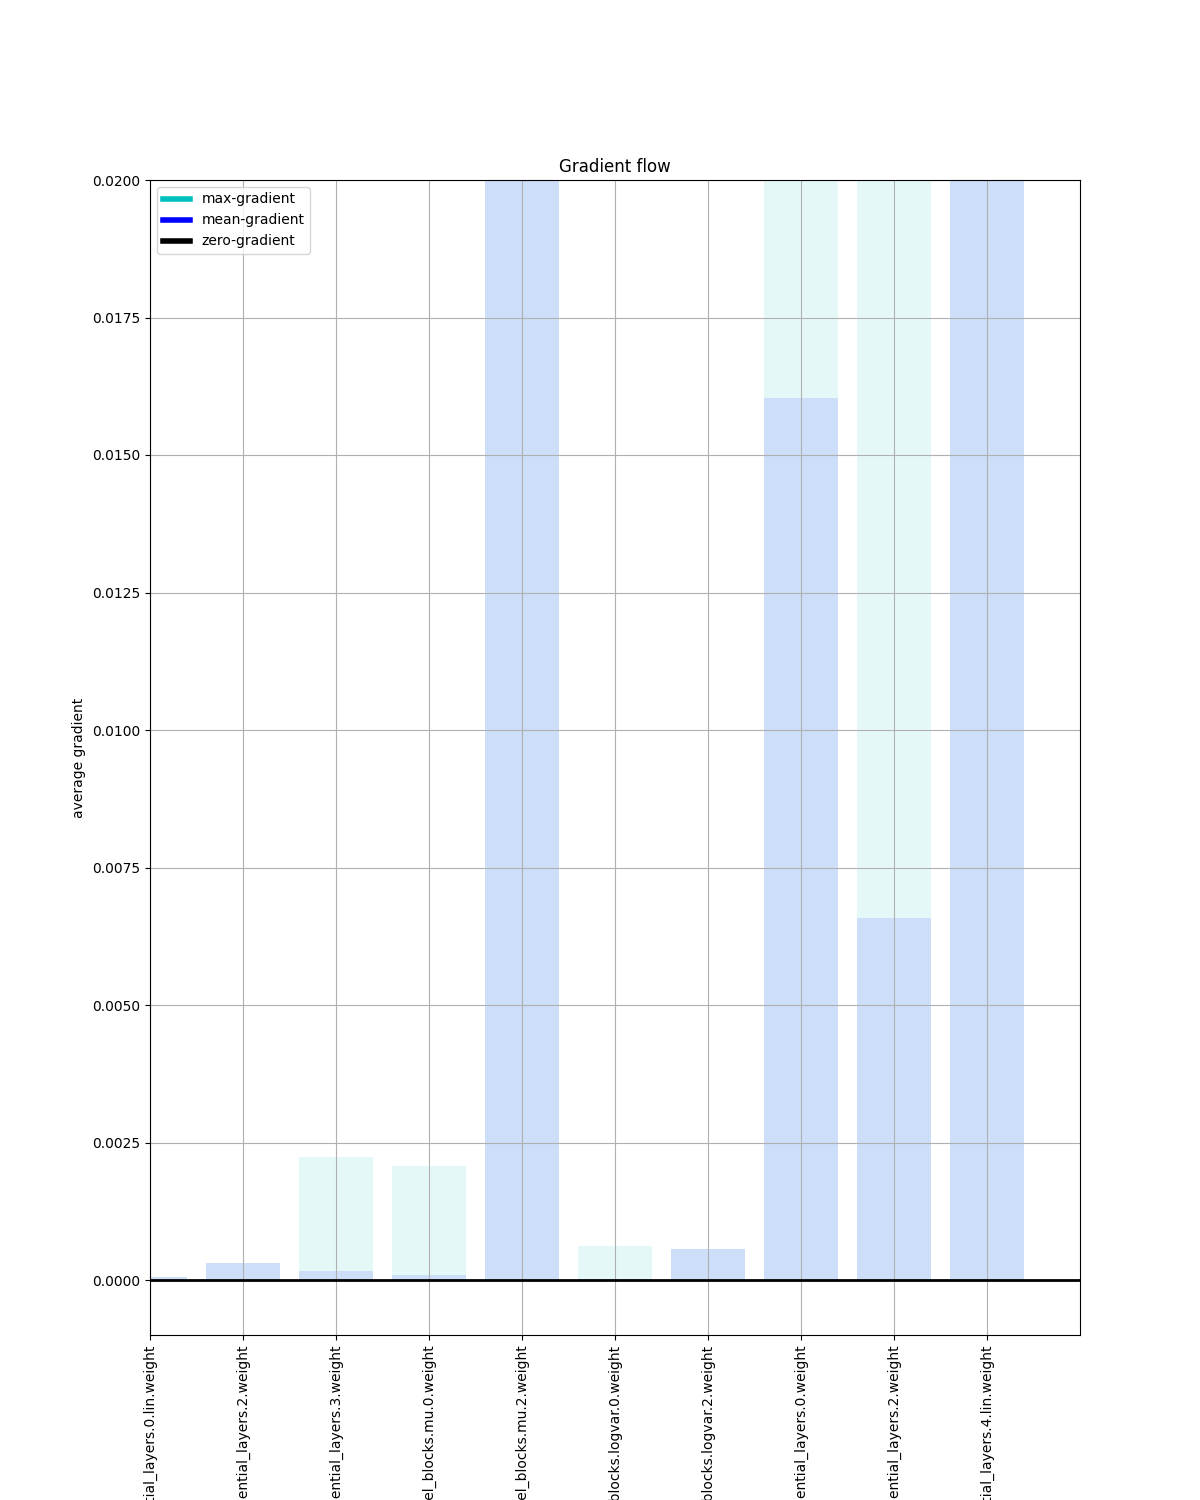 Gradient flow
max-gradient
mean-gradient
zero-gradient
average gradient
0.0200
0.0175
0.0150
0.0125
0.0100
0.0075
0.0050
0.0025
0.0000
tial_layers.0.lin.weight
ential_layers.2.weight
ential_layers.3.weight
el_blocks.mu.0.weight
el_blocks.mu.2.weight
blocks.logvar.0.weight
blocks.logvar.2.weight
ential_layers.0.weight
ential_layers.2.weight
tial_layers.4.lin.weight